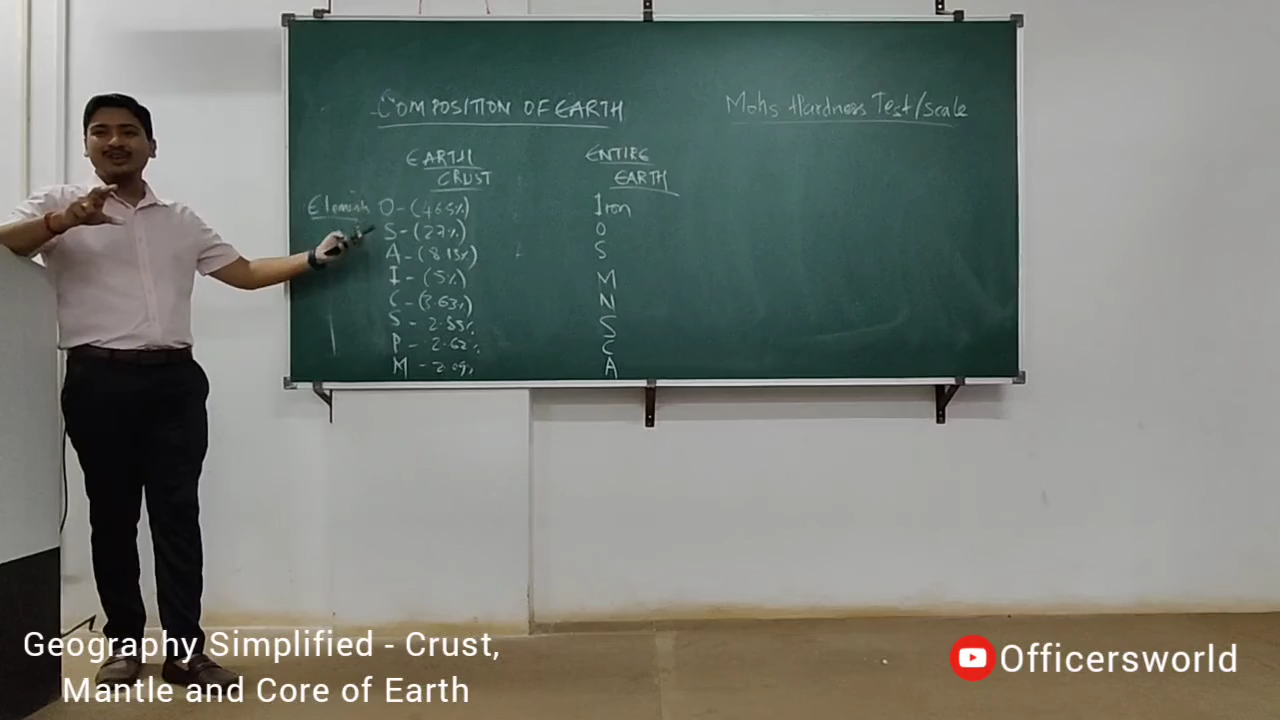 COMPOSITION OF EARTH
EARTH
CRUST
Elements O - (46.5%)
S - (27%)
A - (8.13%)
I - (5%)
C - (3.63%)
S - 2.83%
P - 2.62%
M - 2.09%
ENTIRE
EARTH
Iron
O
S
M
N
S
C
A
Mohs Hardness Test/scale
Geography Simplified - Crust,
Mantle and Core of Earth
Officersworld